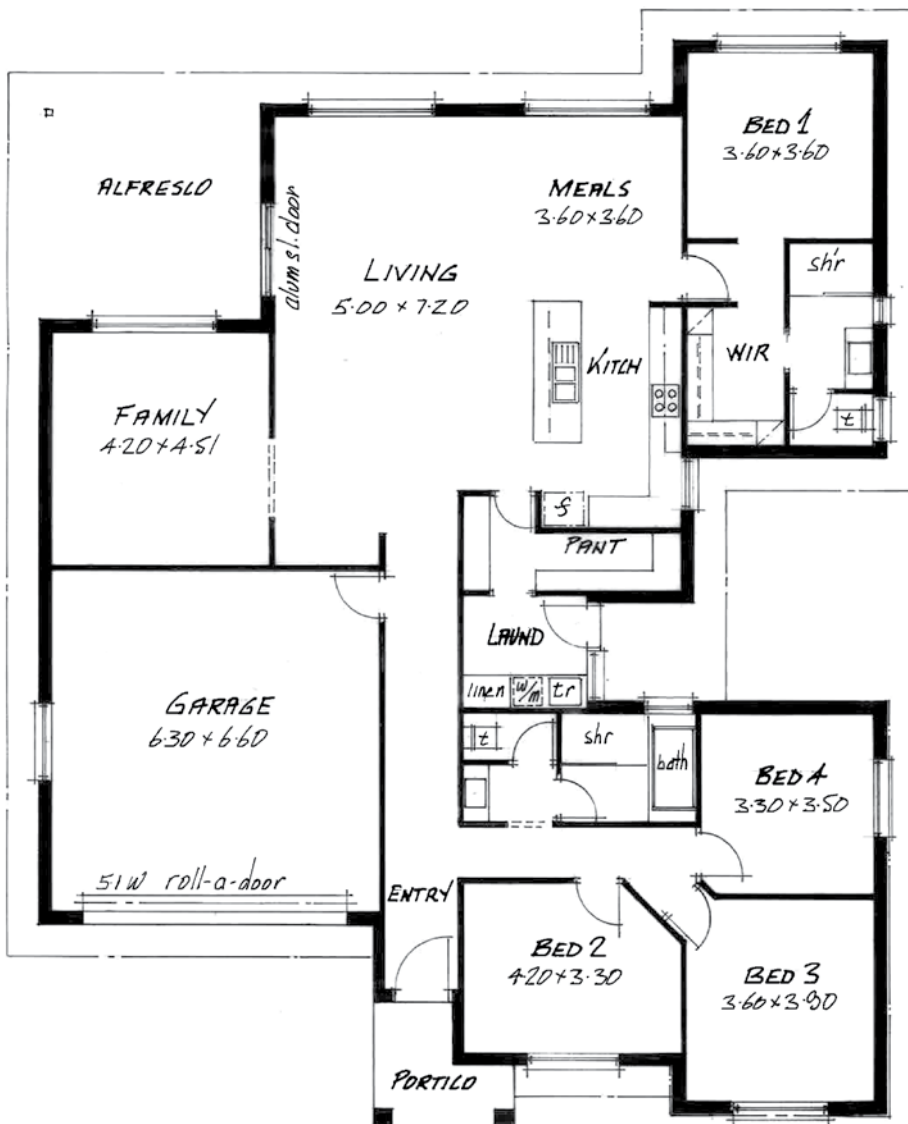 BED 1
3.60 x 3.60
ALFRESCO
alum sl. door
MEALS
3.60 x 3.60
LIVING
5.00 x 7.20
sh'r
KITCH
WIR
t
FAMILY
4.20 x 4.51
f
PANT
LAUND
linen
w/m
tr
GARAGE
6.30 x 6.60
t
shr
bath
BED 4
3.30 x 3.50
51W roll-a-door
ENTRY
BED 2
4.20 x 3.30
BED 3
3.60 x 3.90
PORTICO